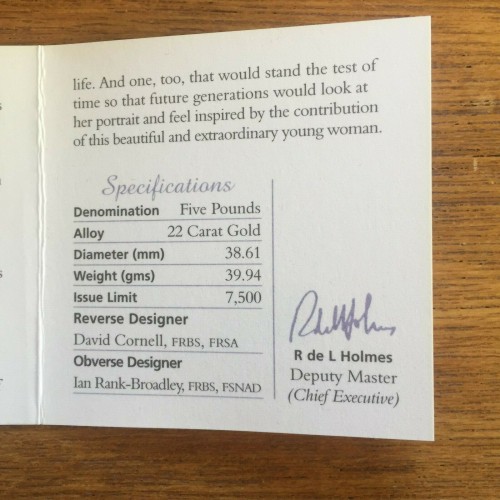 life. And one, too, that would stand the test of
time so that future generations would look at
her portrait and feel inspired by the contribution
of this beautiful and extraordinary young woman.
Specifications
Denomination Five Pounds
Alloy 22 Carat Gold
Diameter (mm) 38.61
Weight (gms) 39.94
Issue Limit 7,500
Reverse Designer
David Cornell, FRBS, FRSA
Obverse Designer
Ian Rank-Broadley, FRBS, FSNAD
R de L Holmes
R de L Holmes
Deputy Master
(Chief Executive)